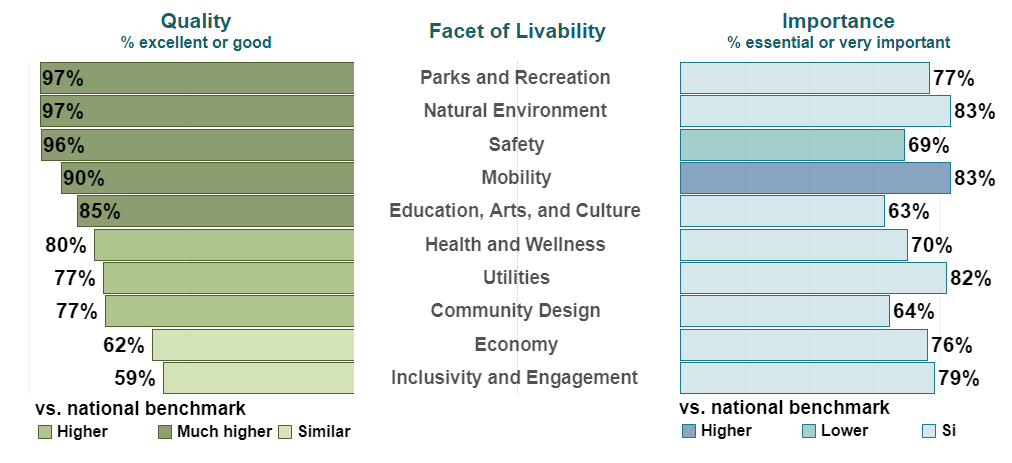 Quality
% excellent or good
Facet of Livability
Importance
% essential or very important
97% Parks and Recreation 77%
97% Natural Environment 83%
96% Safety 69%
90% Mobility 83%
85% Education, Arts, and Culture 63%
80% Health and Wellness 70%
77% Utilities 82%
77% Community Design 64%
62% Economy 76%
59% Inclusivity and Engagement 79%
vs. national benchmark
Higher Much higher Similar
vs. national benchmark
Higher Lower Si